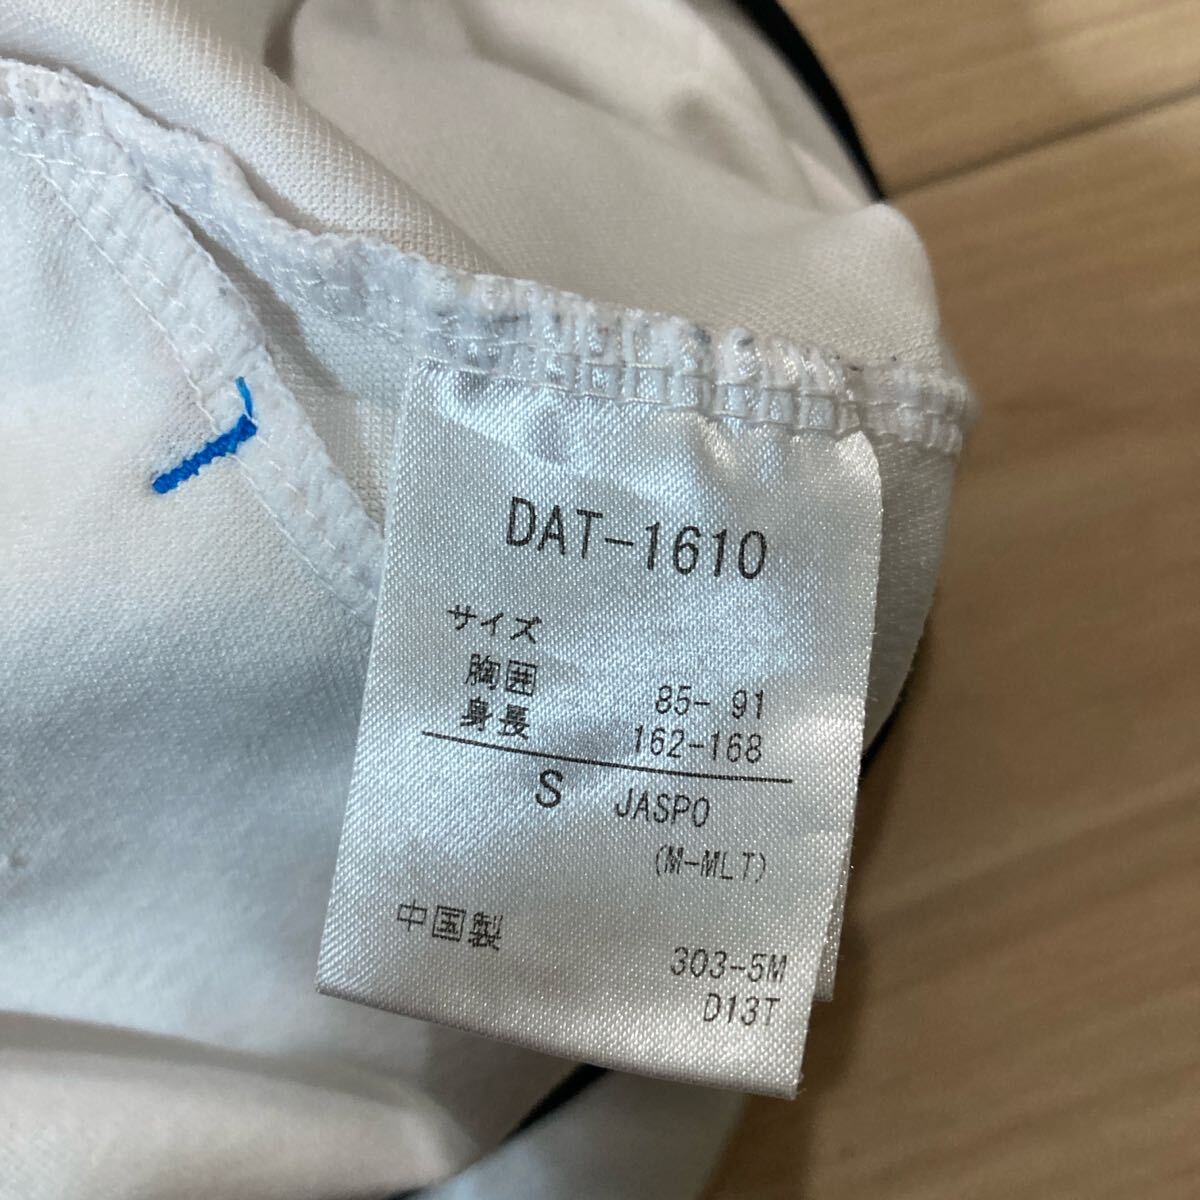 DAT-1610
サイズ
胸囲 85- 91
身長 162-168
S JASPO
(M-MLT)
中国製
303-5M
D13T